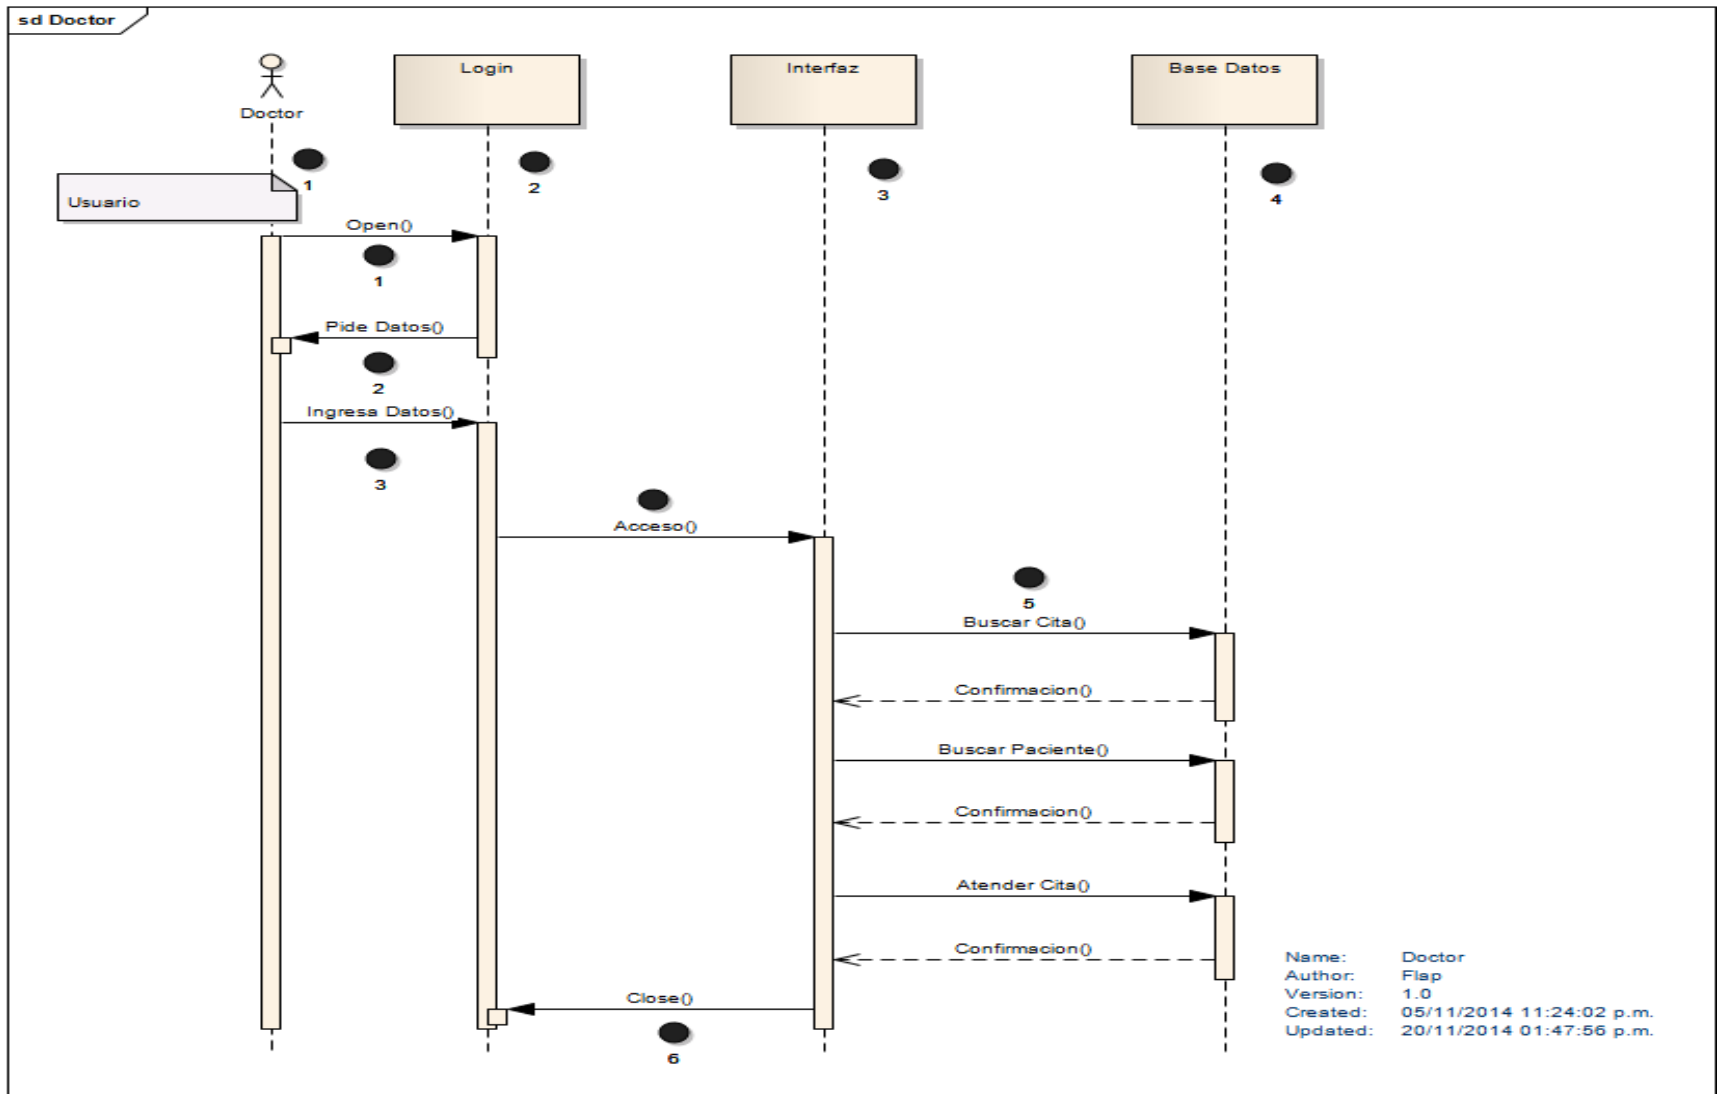 sd Doctor
Login
Interfaz
Base Datos
Doctor
1
2
3
4
Usuario
Open()
1
Pide Datos()
2
Ingresa Datos()
3
Acceso()
5
Buscar Cita()
Confirmacion()
Buscar Paciente()
Confirmacion()
Atender Cita()
Confirmacion()
Close()
6
Name: Doctor
Author: Flap
Version: 1.0
Created: 05/11/2014 11:24:02 p.m.
Updated: 20/11/2014 01:47:56 p.m.